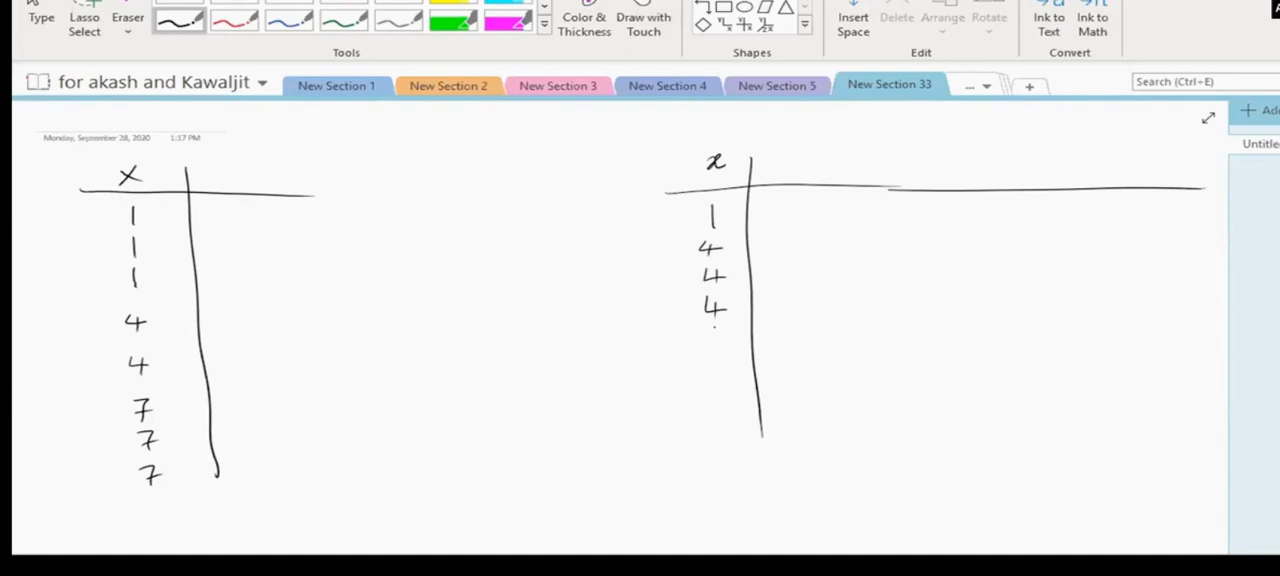 Type
Lasso Select
Eraser
Color & Thickness
Draw with Touch
Insert Space
Delete
Arrange
Rotate
Ink to Text
Ink to Math
Tools
Shapes
Edit
Convert
for akash and Kawaljit
New Section 1
New Section 2
New Section 3
New Section 4
New Section 5
New Section 33
...
Search (Ctrl+E)
Monday, September 28, 2020 1:17 PM
Untitle
x
1
1
1
4
4
7
7
7
x
1
4
4
4